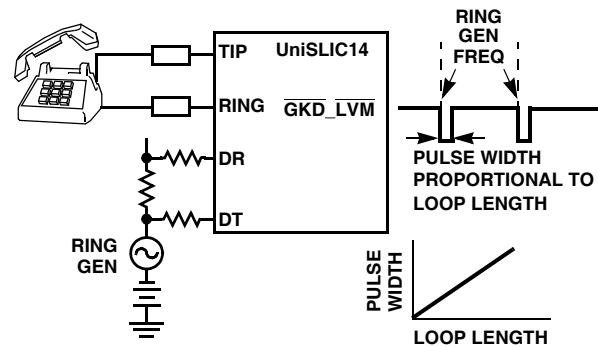 TIP
UniSLIC14
RING
GEN
FREQ
RING
GKD_LVM
DR
DT
RING
GEN
PULSE WIDTH
PROPORTIONAL TO
LOOP LENGTH
PULSE
WIDTH
LOOP LENGTH